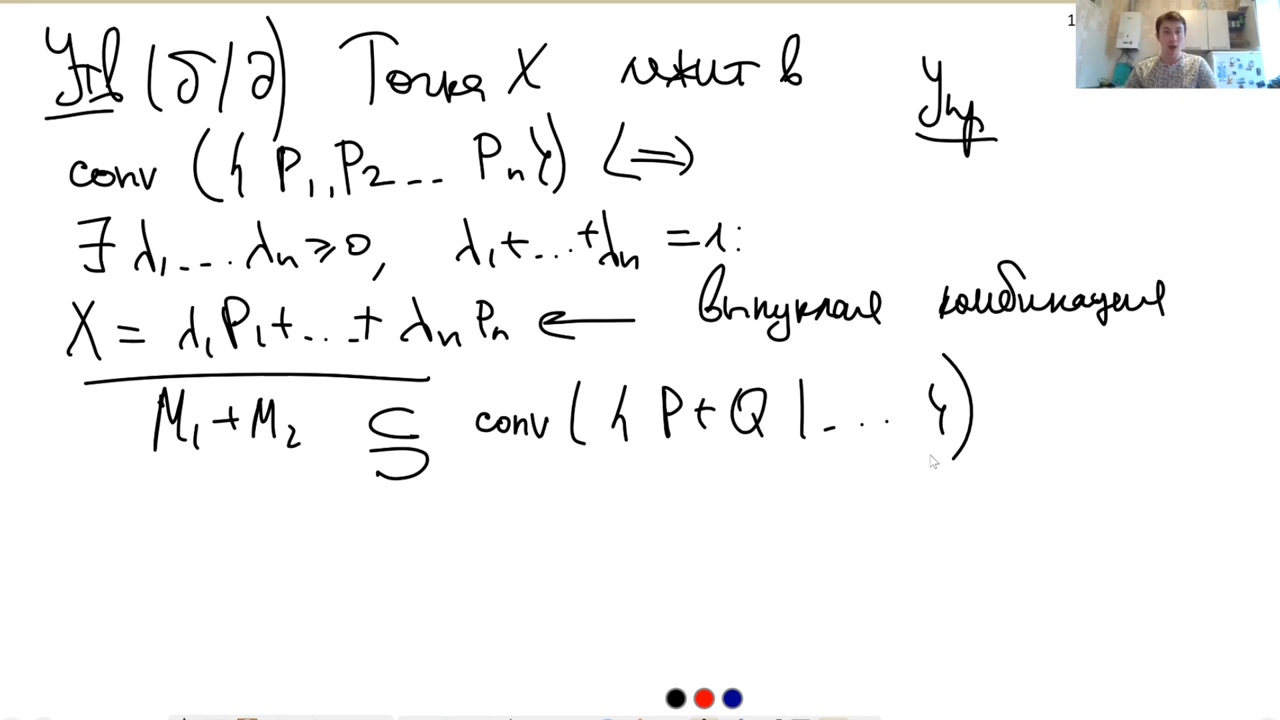 Утв (б/д) Точка X лежит в
Упр
conv ({ P₁, P₂ ... Pₙ}) ⟺
∃ λ₁ ... λₙ ⩾ 0, λ₁ + ... + λₙ = 1:
X = λ₁P₁ + ... + λₙPₙ ← выпуклая комбинация
M₁ + M₂ ⊆ ⊃ conv ({ P + Q | ... })
1